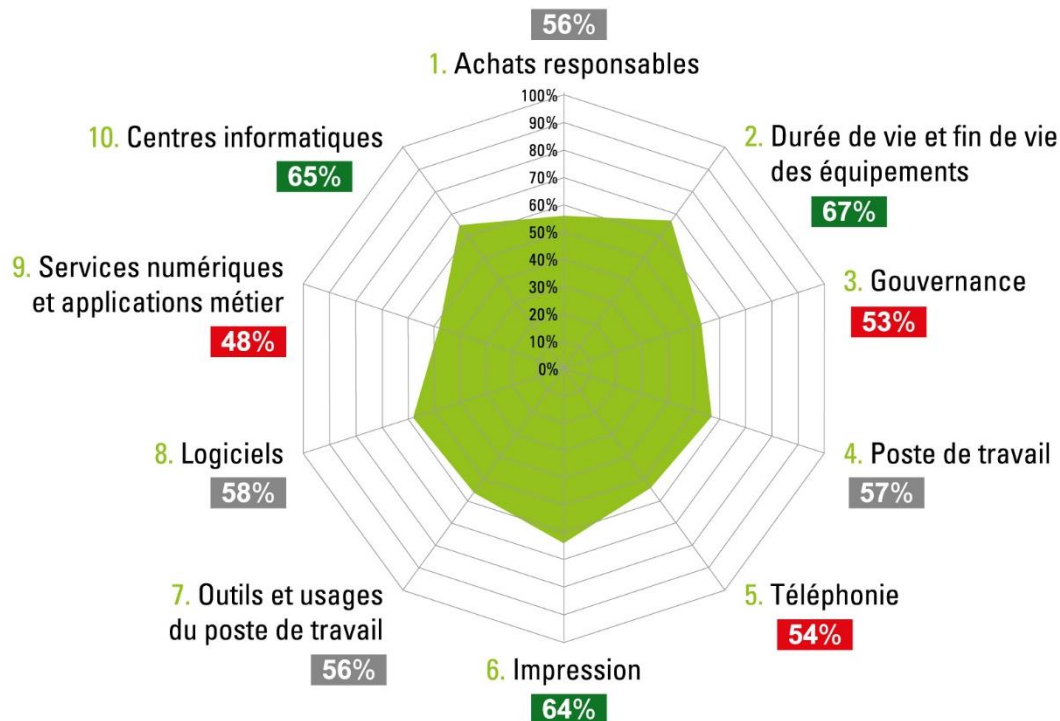 56%
1. Achats responsables
100%
90%
80%
70%
60%
50%
40%
30%
20%
10%
0%
2. Durée de vie et fin de vie
des équipements
67%
3. Gouvernance
53%
4. Poste de travail
57%
5. Téléphonie
54%
6. Impression
64%
7. Outils et usages
du poste de travail
56%
8. Logiciels
58%
9. Services numériques
et applications métier
48%
10. Centres informatiques
65%